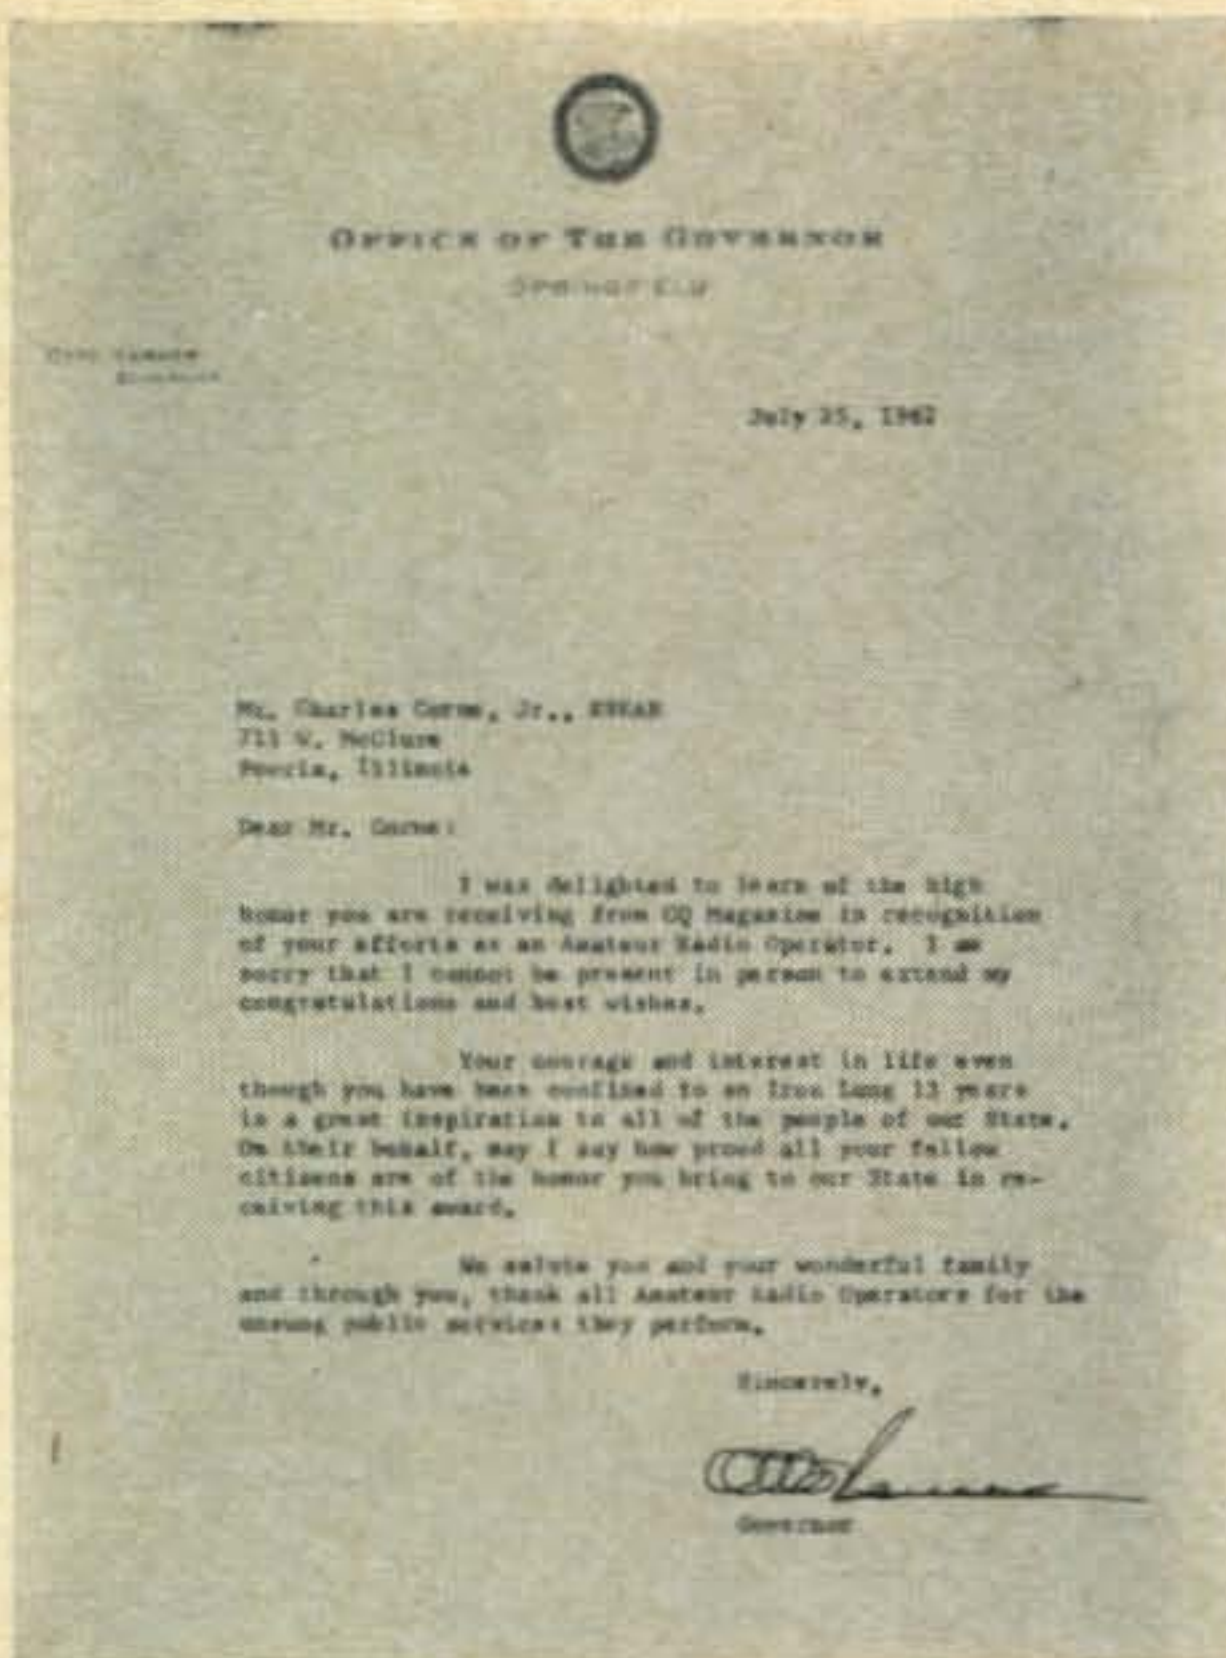 OFFICE OF THE GOVERNOR
SPRINGFIELD
OTTO KERNER
GOVERNOR
July 25, 1962
Mr. Charles Jr.,
711 W. McClure
Peoria, Illinois
Dear Mr.
I was delighted to learn of the high
honor you are receiving from CQ Magazine in recognition
of your efforts as an Amateur Radio Operator. I am
sorry that I cannot be present in person to extend my
congratulations and best wishes.
Your courage and interest in life even
though you have been confined to an Iron Lung 13 years
is a great inspiration to all of the people of our State.
On their behalf, may I say how proud all your fellow
citizens are of the honor you bring to our State in re-
ceiving this award.
We salute you and your wonderful family
and through you, thank all Amateur Radio Operators for the
unsung public services they perform.
Sincerely,
Otto Kerner
Governor